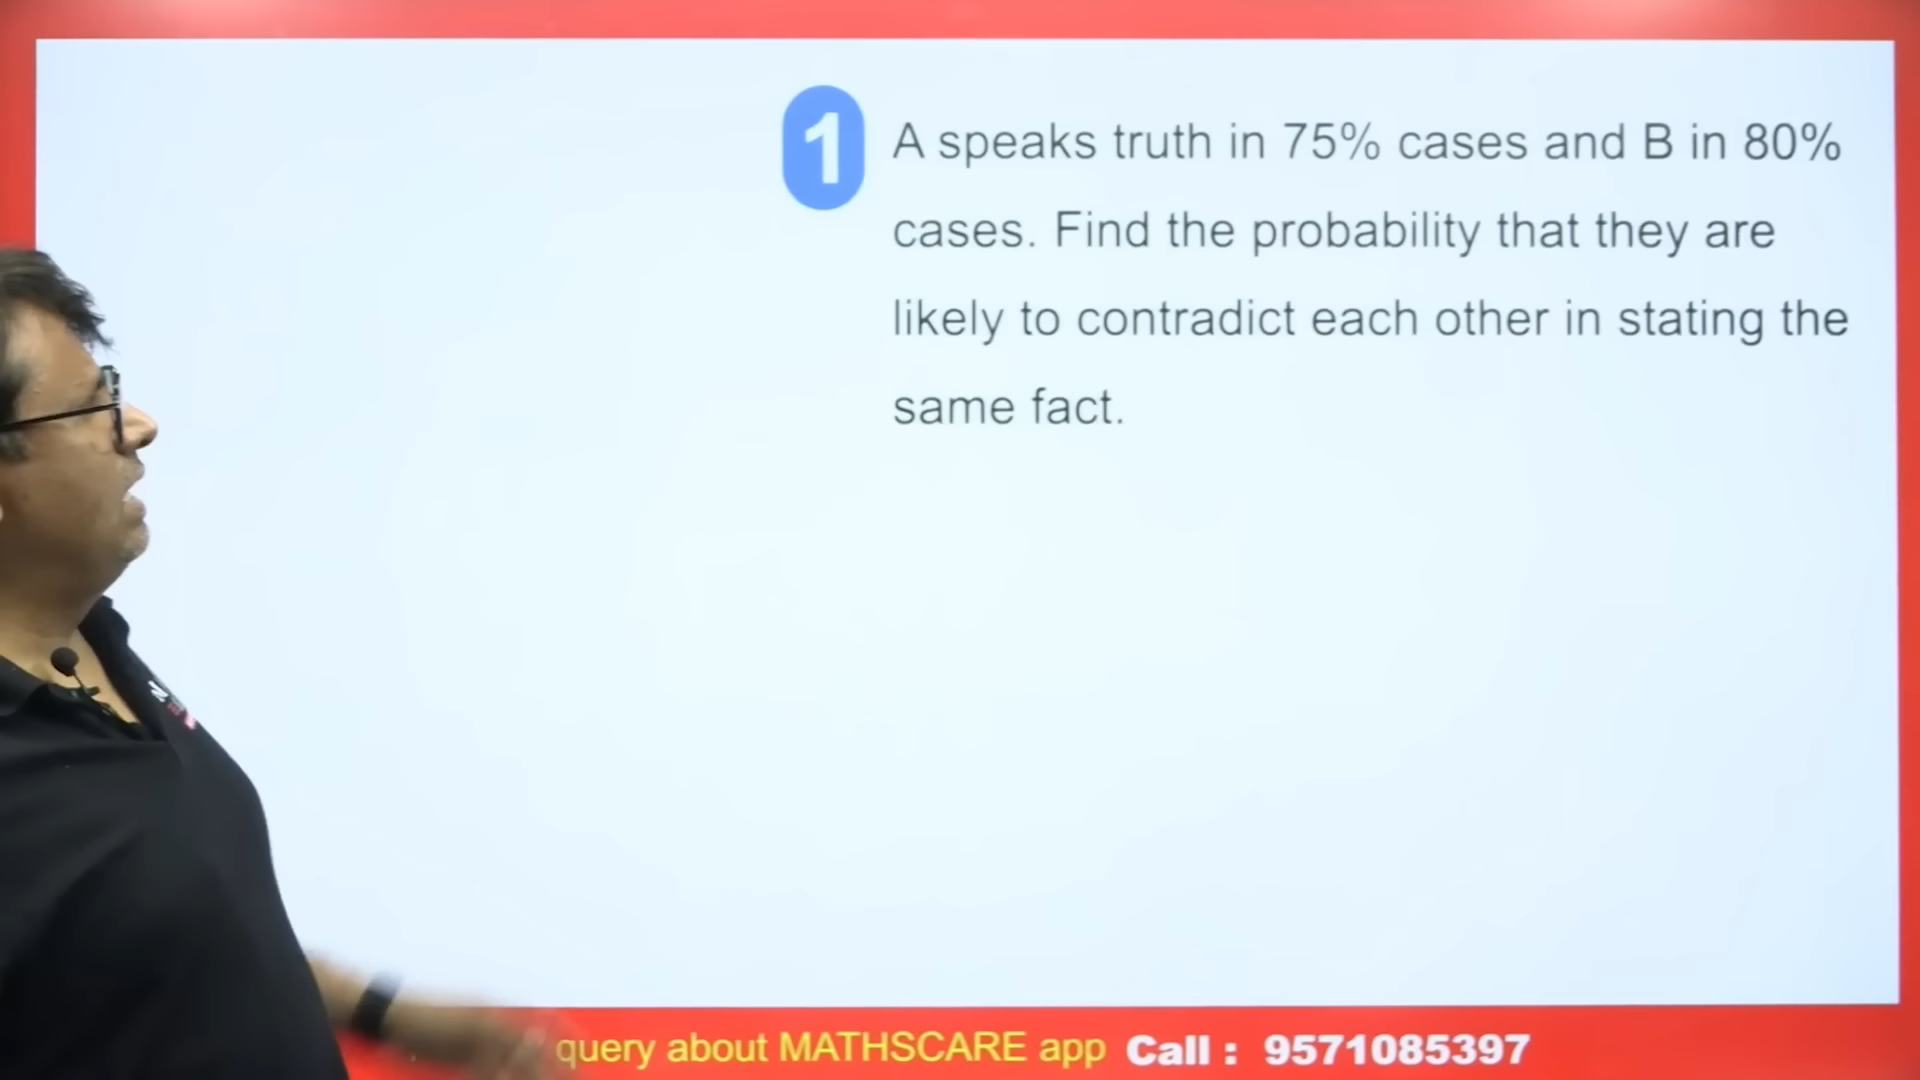 1
A speaks truth in 75% cases and B in 80%
cases. Find the probability that they are
likely to contradict each other in stating the
same fact.
query about MATHSCARE app Call : 9571085397